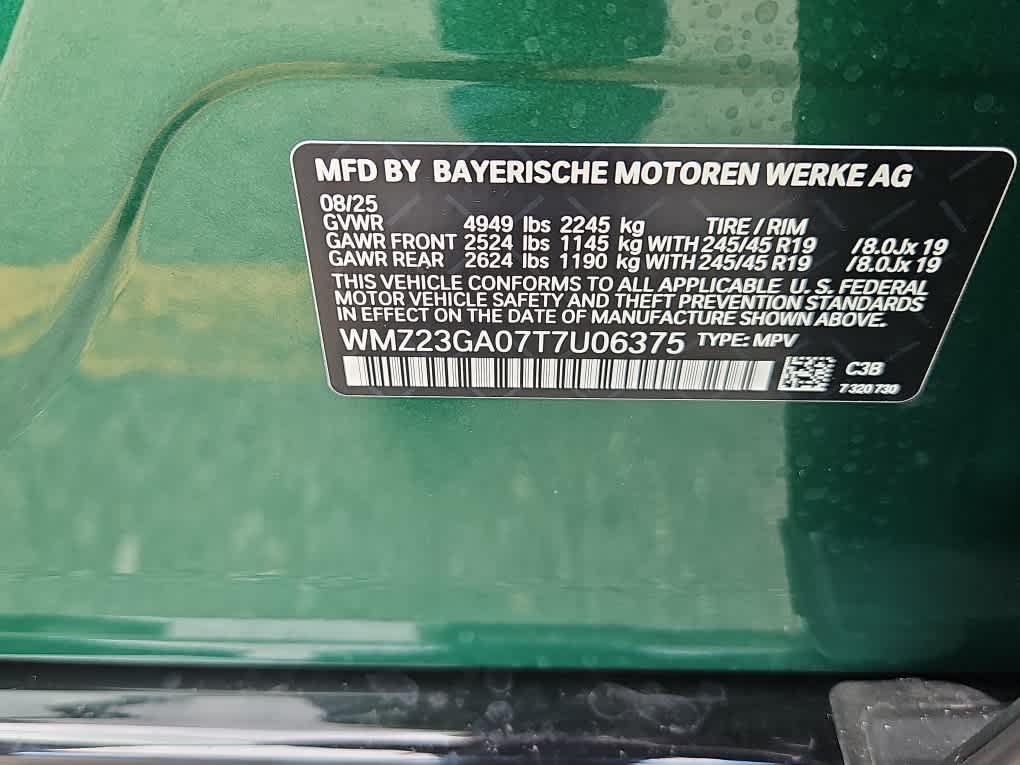 MFD BY BAYERISCHE MOTOREN WERKE AG
08/25
GVWR 4949 lbs 2245 kg TIRE / RIM
GAWR FRONT 2524 lbs 1145 kg WITH 245/45 R19 /8.0Jx 19
GAWR REAR 2624 lbs 1190 kg WITH 245/45 R19 /8.0Jx 19
THIS VEHICLE CONFORMS TO ALL APPLICABLE U. S. FEDERAL
MOTOR VEHICLE SAFETY AND THEFT PREVENTION STANDARDS
IN EFFECT ON THE DATE OF MANUFACTURE SHOWN ABOVE.
WMZ23GA07T7U06375 TYPE: MPV
C3B
7 320 730